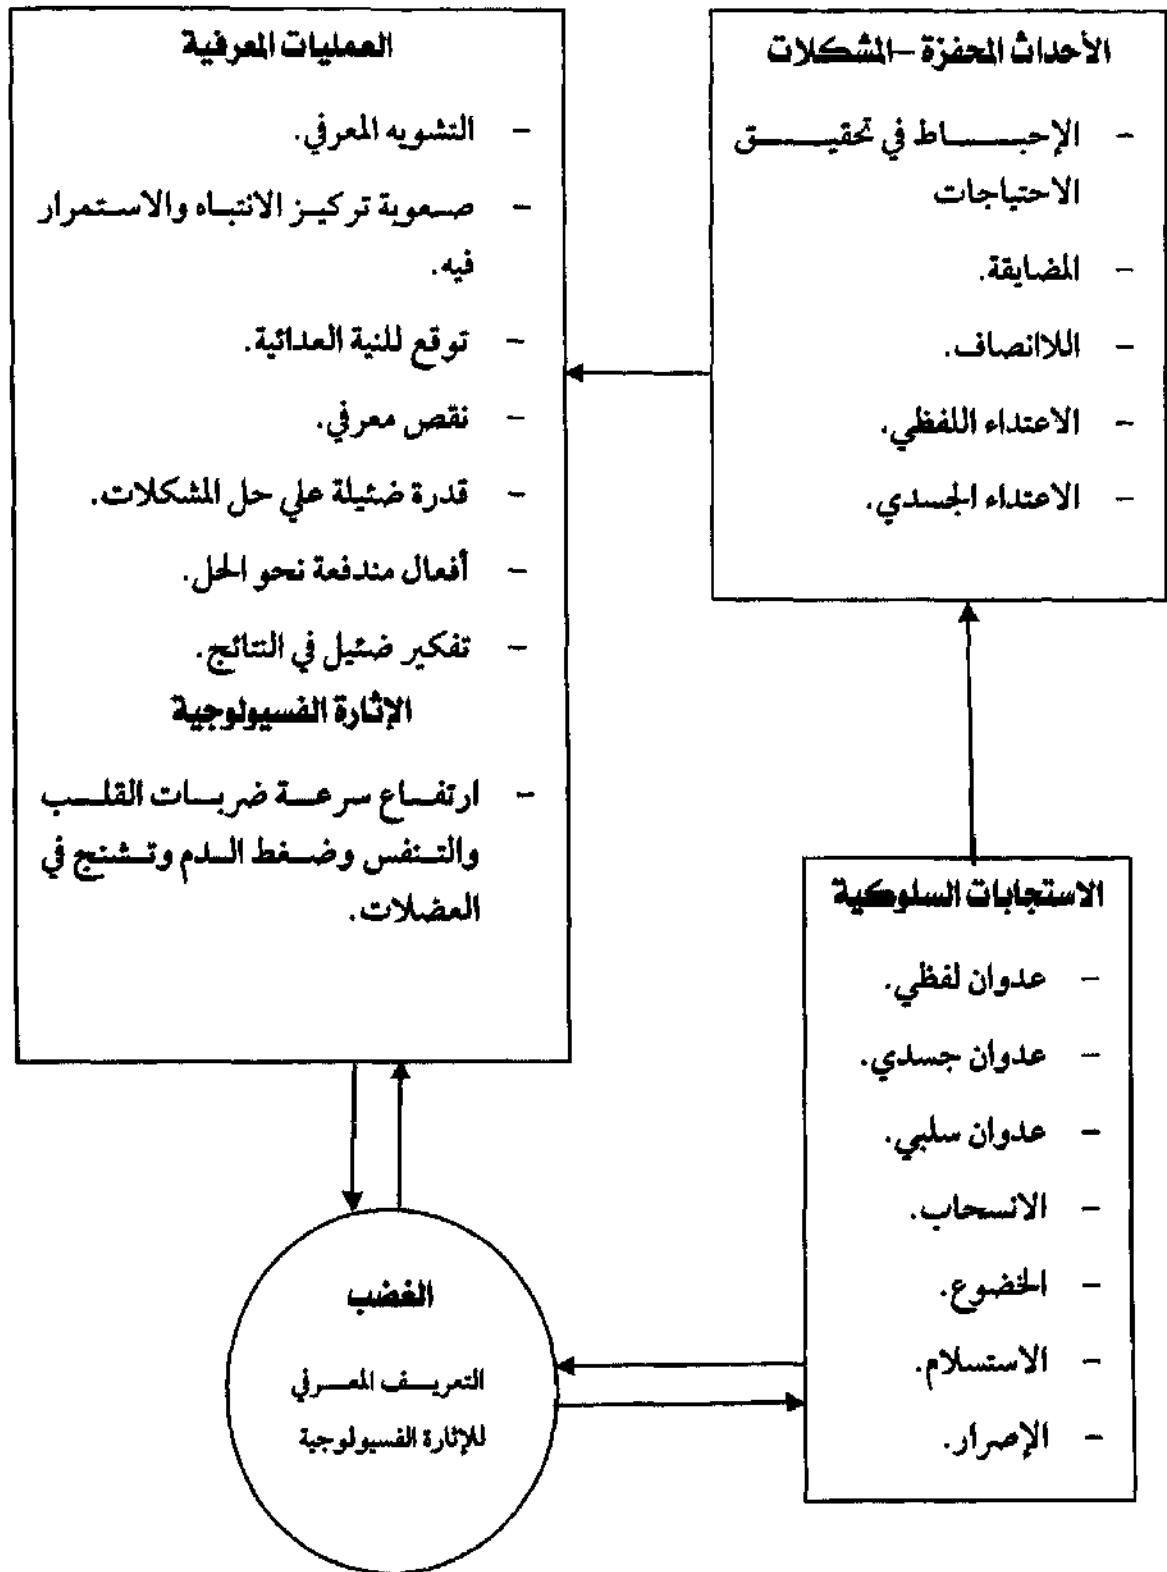 الأحداث المحفزة –المشكلات
– الإحباط في تحقيق
الاحتياجات
– المضايقة.
– اللاانصاف.
– الاعتداء اللفظي.
– الاعتداء الجسدي.
العمليات المعرفية
– التشويه المعرفي.
– صعوبة تركيز الانتباه والاستمرار
فيه.
– توقع للنية العدائية.
– نقص معرفي.
– قدرة ضئيلة علي حل المشكلات.
– أفعال مندفعة نحو الحل.
– تفكير ضئيل في النتائج.
الإثارة الفسيولوجية
– ارتفاع سرعة ضربات القلب
والتنفس وضغط الدم وتشنج في
العضلات.
الاستجابات السلوكية
– عدوان لفظي.
– عدوان جسدي.
– عدوان سلبي.
– الانسحاب.
– الخضوع.
– الاستسلام.
– الإصرار.
الغضب
التعريف المعرفي
للإثارة الفسيولوجية